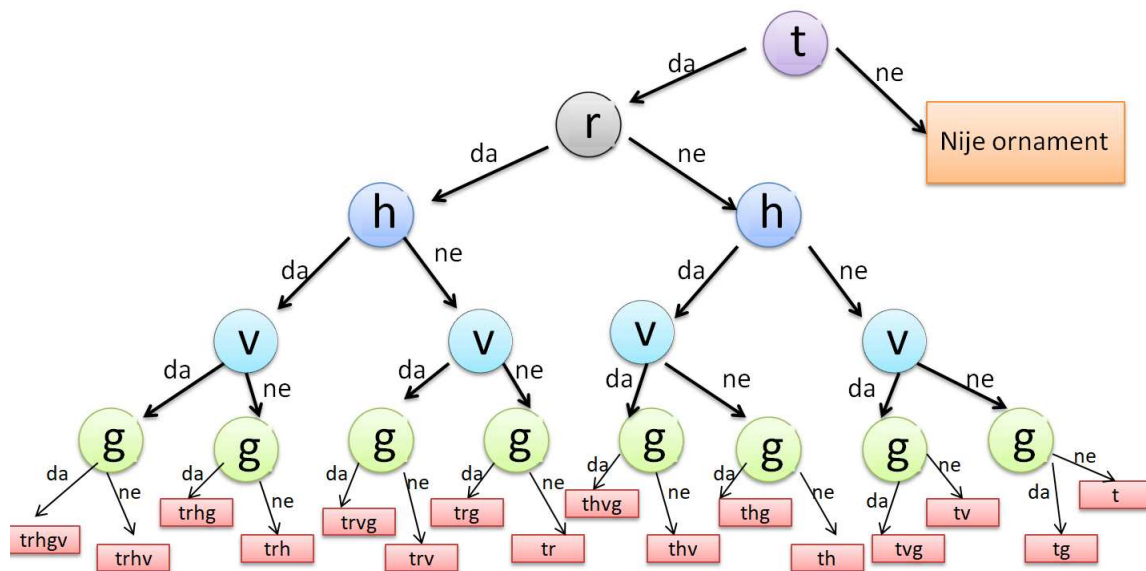 t
da
ne
r
Nije ornament
da
ne
h
h
da
ne
da
ne
v
v
v
v
da
ne
da
ne
da
ne
da
ne
g
g
g
g
g
g
g
g
da
ne
da
ne
da
ne
da
ne
da
ne
da
ne
da
ne
da
ne
trhgv
trhv
trhg
trh
trvg
trv
trg
tr
thvg
thv
thg
th
tvg
tv
tg
t